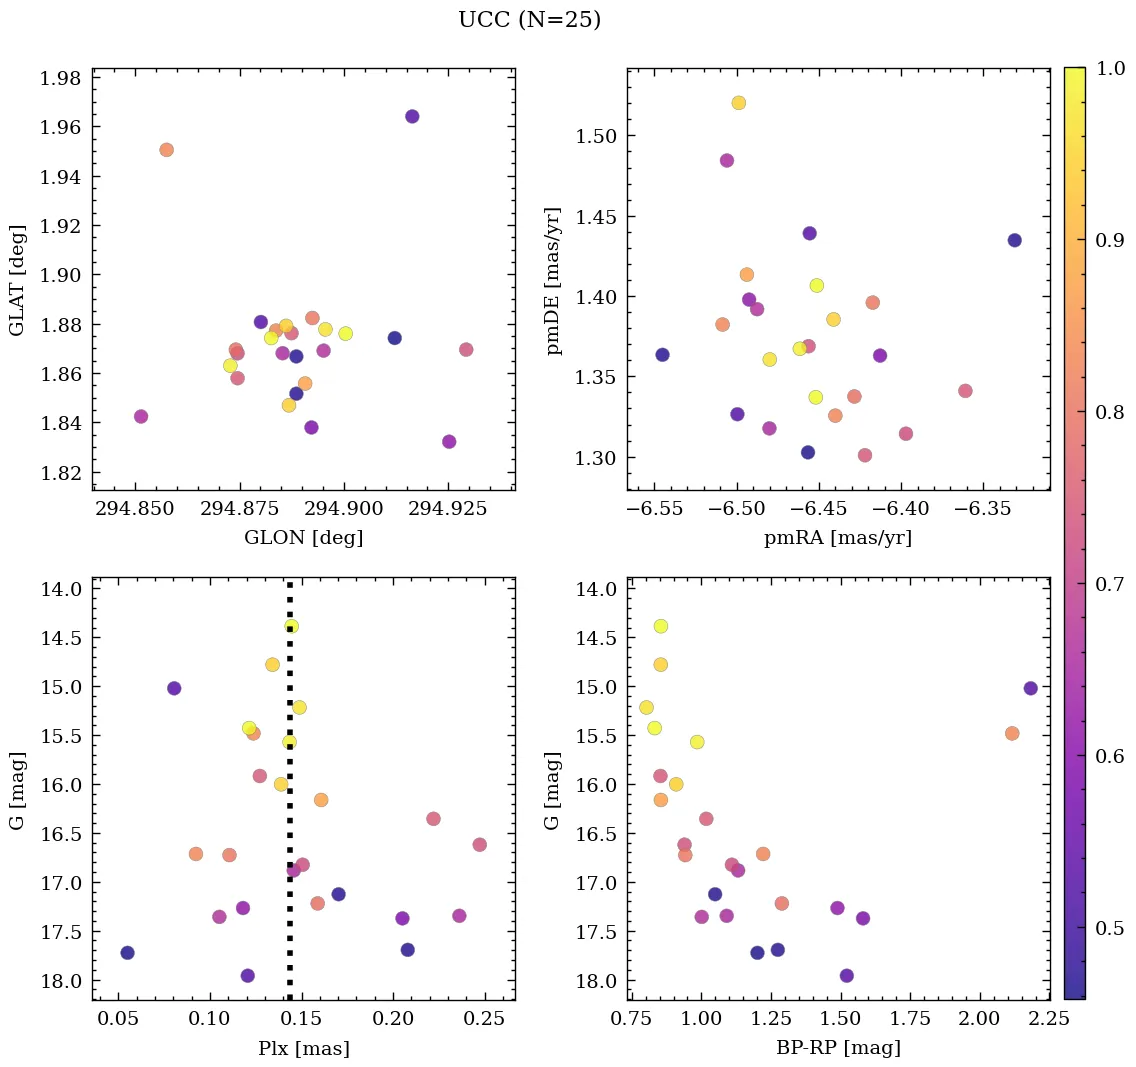 UCC (N=25)
1.98
1.96
1.94
1.92
1.90
1.88
1.86
1.84
1.82
GLAT [deg]
294.850 294.875 294.900 294.925
GLON [deg]
1.50
1.45
1.40
1.35
1.30
pmDE [mas/yr]
−6.55 −6.50 −6.45 −6.40 −6.35
pmRA [mas/yr]
14.0
14.5
15.0
15.5
16.0
16.5
17.0
17.5
18.0
G [mag]
0.05 0.10 0.15 0.20 0.25
Plx [mas]
14.0
14.5
15.0
15.5
16.0
16.5
17.0
17.5
18.0
G [mag]
0.75 1.00 1.25 1.50 1.75 2.00 2.25
BP-RP [mag]
1.0
0.9
0.8
0.7
0.6
0.5